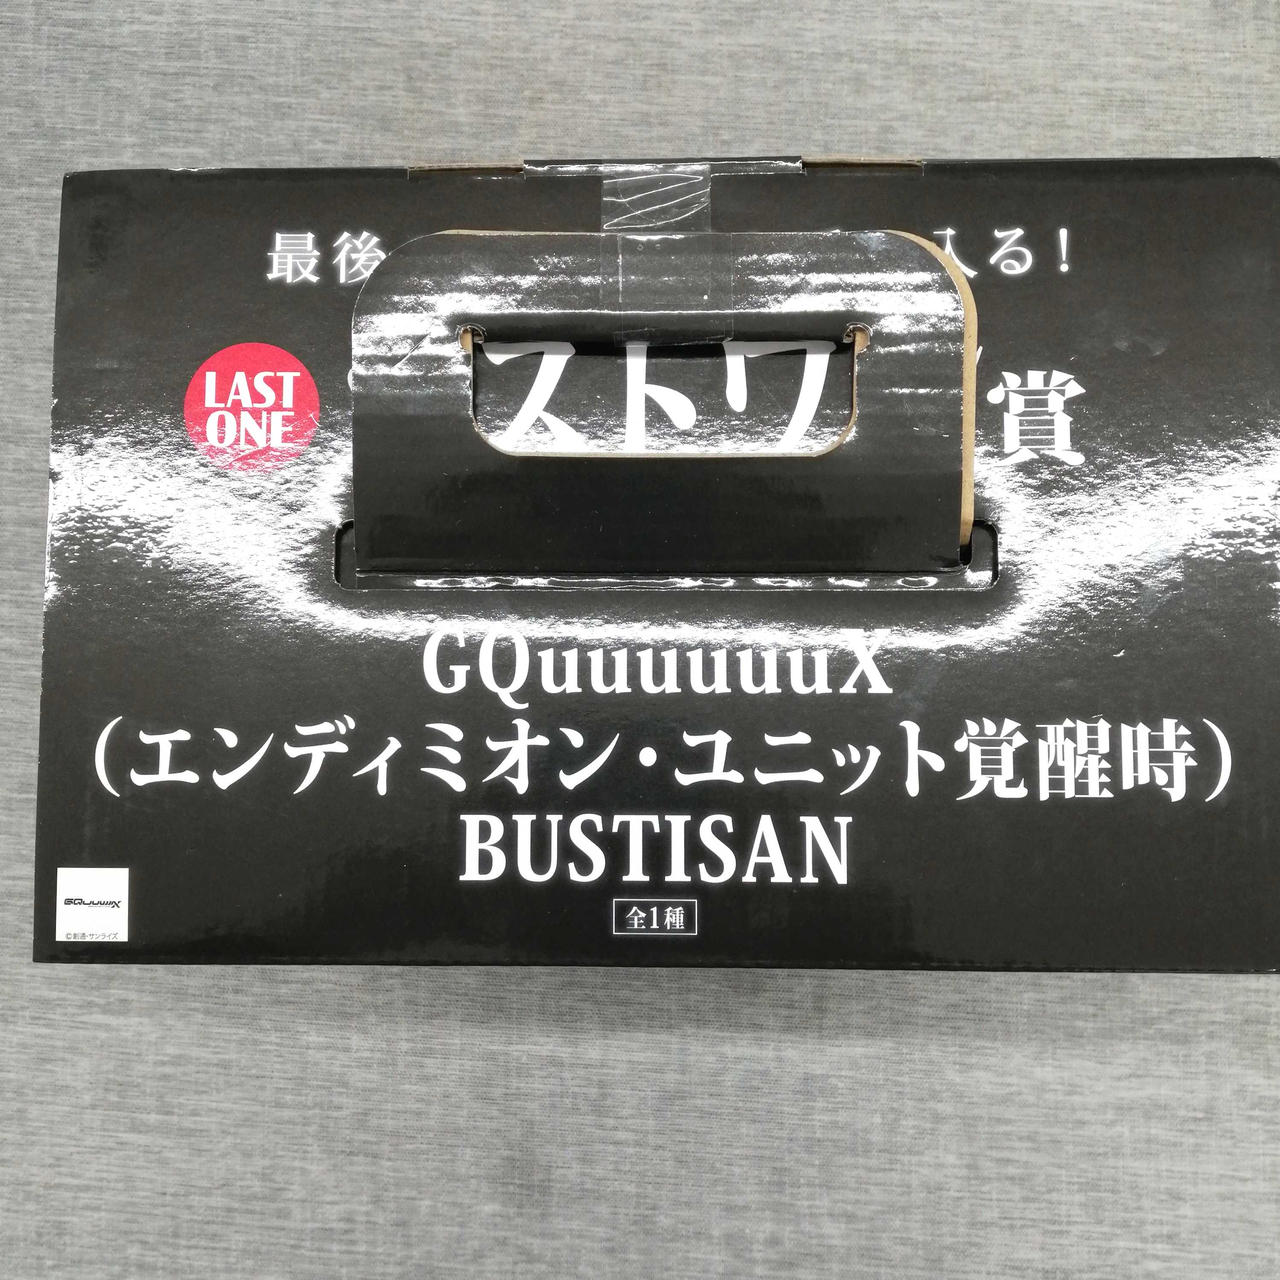 最後 入る!
LAST
ONE
ストワ 賞
GQuuuuuuX
(エンディミオン・ユニット覚醒時)
BUSTISAN
全1種
GQuuuuuuX
©創通・サンライズ